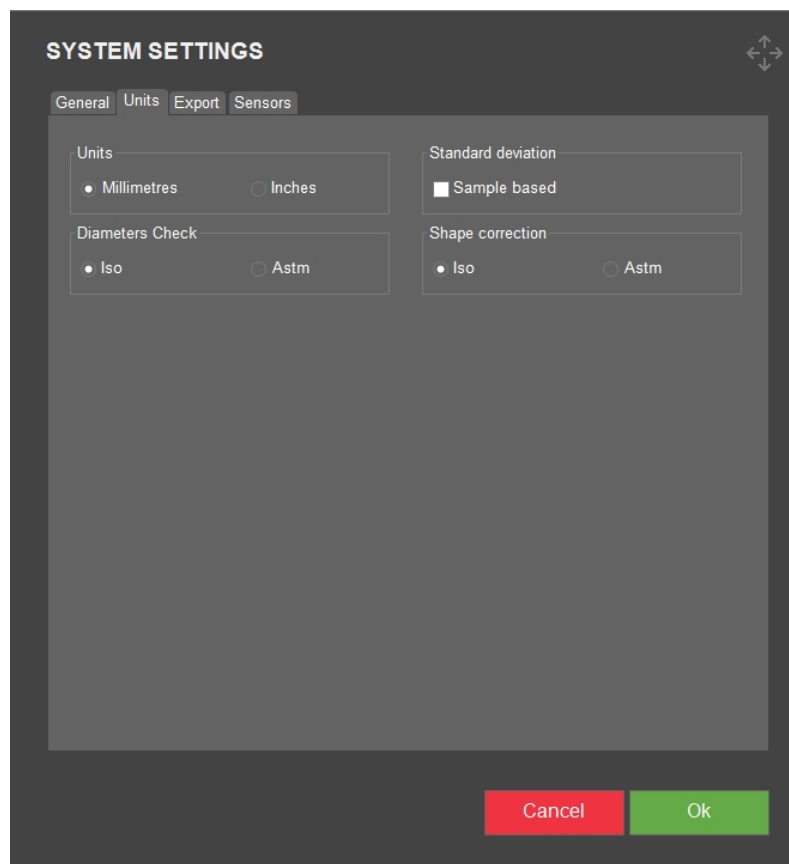 SYSTEM SETTINGS
General Units Export Sensors
Units
Millimetres Inches
Standard deviation
Sample based
Diameters Check
Iso Astm
Shape correction
Iso Astm
Cancel Ok